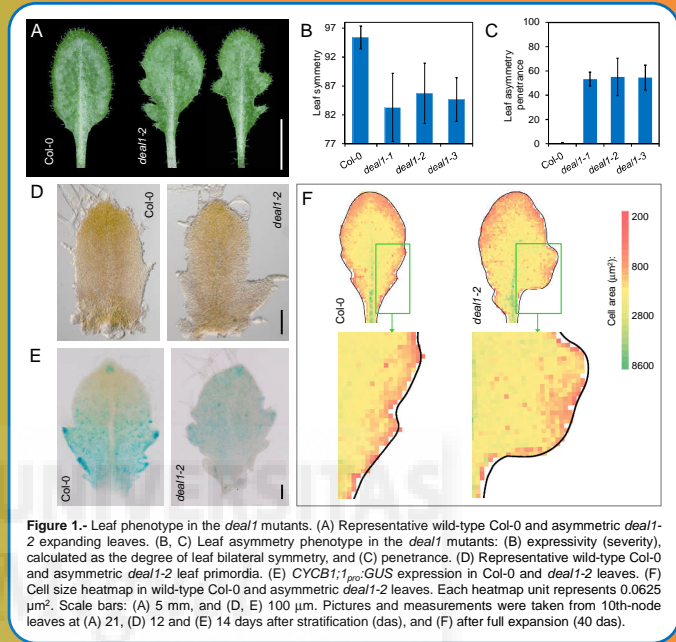 A
Col-0
deal1-2
B
Leaf symmetry
97
92
87
82
77
Col-0
deal1-1
deal1-2
deal1-3
C
Leaf asymmetry
penetrance
100
80
60
40
20
0
Col-0
deal1-1
deal1-2
deal1-3
D
Col-0
deal1-2
E
Col-0
deal1-2
F
Col-0
deal1-2
Cell area (µm²):
200
800
2800
8600
UNIVERSITAS
Figure 1.- Leaf phenotype in the deal1 mutants. (A) Representative wild-type Col-0 and asymmetric deal1-
2 expanding leaves. (B, C) Leaf asymmetry phenotype in the deal1 mutants: (B) expressivity (severity),
calculated as the degree of leaf bilateral symmetry, and (C) penetrance. (D) Representative wild-type Col-0
and asymmetric deal1-2 leaf primordia. (E) CYCB1;1pro:GUS expression in Col-0 and deal1-2 leaves. (F)
Cell size heatmap in wild-type Col-0 and asymmetric deal1-2 leaves. Each heatmap unit represents 0.0625
µm². Scale bars: (A) 5 mm, and (D, E) 100 µm. Pictures and measurements were taken from 10th-node
leaves at (A) 21, (D) 12 and (E) 14 days after stratification (das), and (F) after full expansion (40 das).